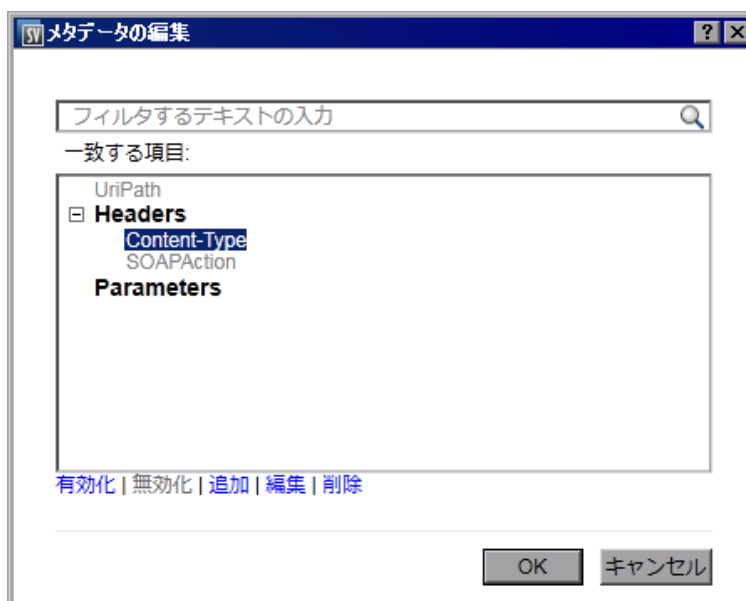 SV メタデータの編集 ? X
フィルタするテキストの入力
一致する項目:
UriPath
Headers
Content-Type
SOAPAction
Parameters
有効化 | 無効化 | 追加 | 編集 | 削除
OK キャンセル